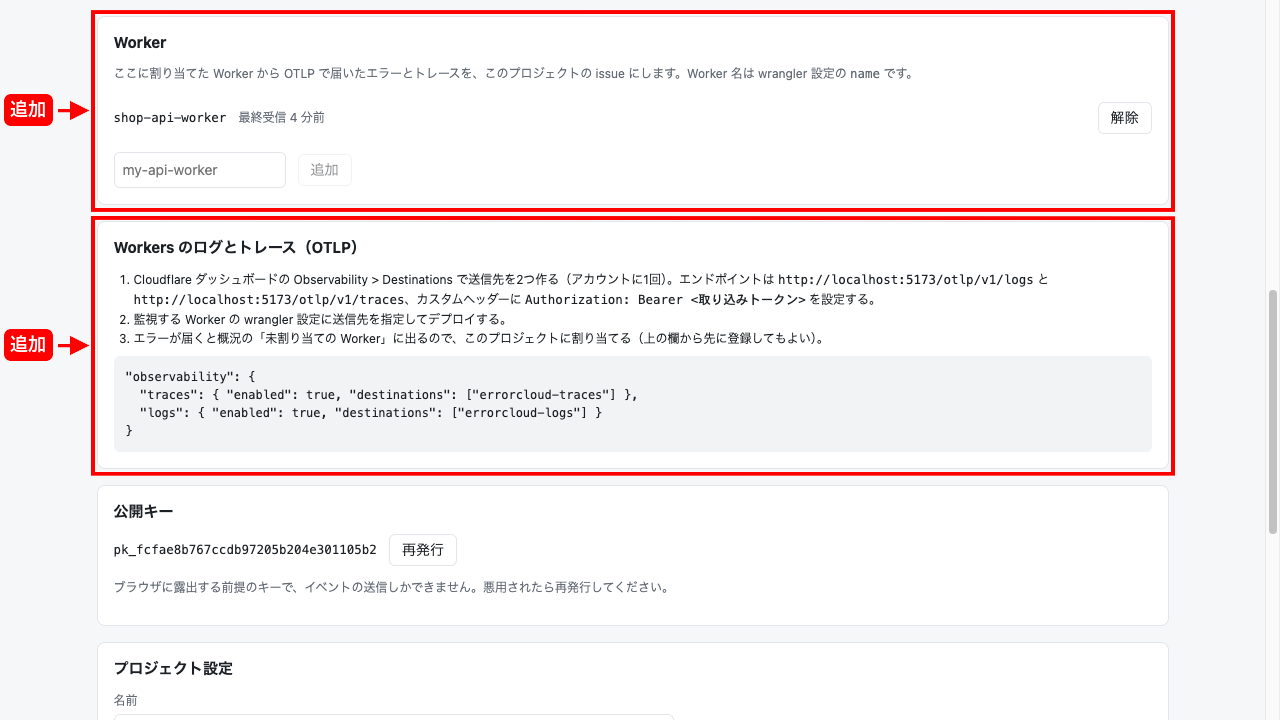 Worker
ここに割り当てた Worker から OTLP で届いたエラーとトレースを、このプロジェクトの issue にします。Worker 名は wrangler 設定の name です。
追加
shop-api-worker 最終受信 4 分前 解除
my-api-worker 追加
Workers のログとトレース（OTLP）
1. Cloudflare ダッシュボードの Observability > Destinations で送信先を2つ作る（アカウントに1回）。エンドポイントは http://localhost:5173/otlp/v1/logs と
http://localhost:5173/otlp/v1/traces、カスタムヘッダーに Authorization: Bearer <取り込みトークン> を設定する。
2. 監視する Worker の wrangler 設定に送信先を指定してデプロイする。
追加
3. エラーが届くと概況の「未割り当ての Worker」に出るので、このプロジェクトに割り当てる（上の欄から先に登録してもよい）。
"observability": {
  "traces": { "enabled": true, "destinations": ["errorcloud-traces"] },
  "logs": { "enabled": true, "destinations": ["errorcloud-logs"] }
}
公開キー
pk_fcfae8b767ccdb97205b204e301105b2 再発行
ブラウザに露出する前提のキーで、イベントの送信しかできません。悪用されたら再発行してください。
プロジェクト設定
名前